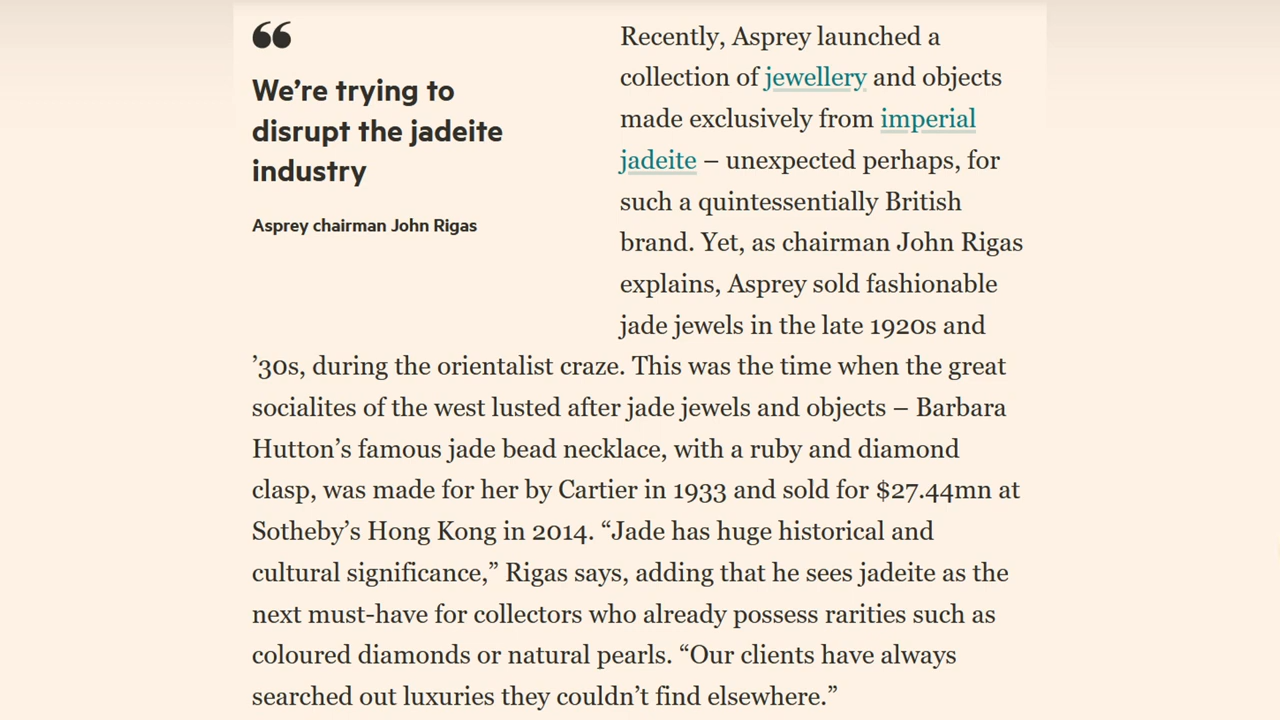 “
We’re trying to
disrupt the jadeite
industry
Asprey chairman John Rigas
Recently, Asprey launched a
collection of jewellery and objects
made exclusively from imperial
jadeite – unexpected perhaps, for
such a quintessentially British
brand. Yet, as chairman John Rigas
explains, Asprey sold fashionable
jade jewels in the late 1920s and
’30s, during the orientalist craze. This was the time when the great
socialites of the west lusted after jade jewels and objects – Barbara
Hutton’s famous jade bead necklace, with a ruby and diamond
clasp, was made for her by Cartier in 1933 and sold for $27.44mn at
Sotheby’s Hong Kong in 2014. “Jade has huge historical and
cultural significance,” Rigas says, adding that he sees jadeite as the
next must-have for collectors who already possess rarities such as
coloured diamonds or natural pearls. “Our clients have always
searched out luxuries they couldn’t find elsewhere.”